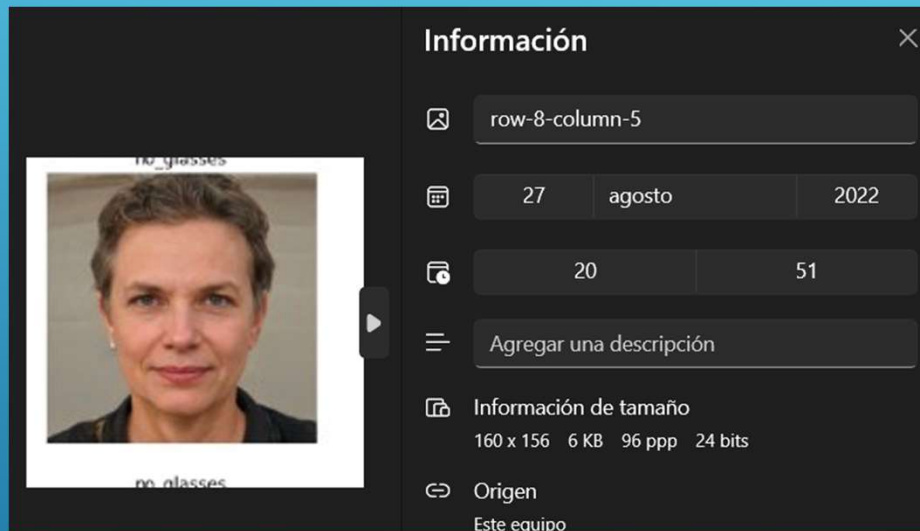 no_glasses
no_glasses
Información
row-8-column-5
27 agosto 2022
20 51
Agregar una descripción
Información de tamaño
160 x 156 6 KB 96 ppp 24 bits
Origen
Este equipo